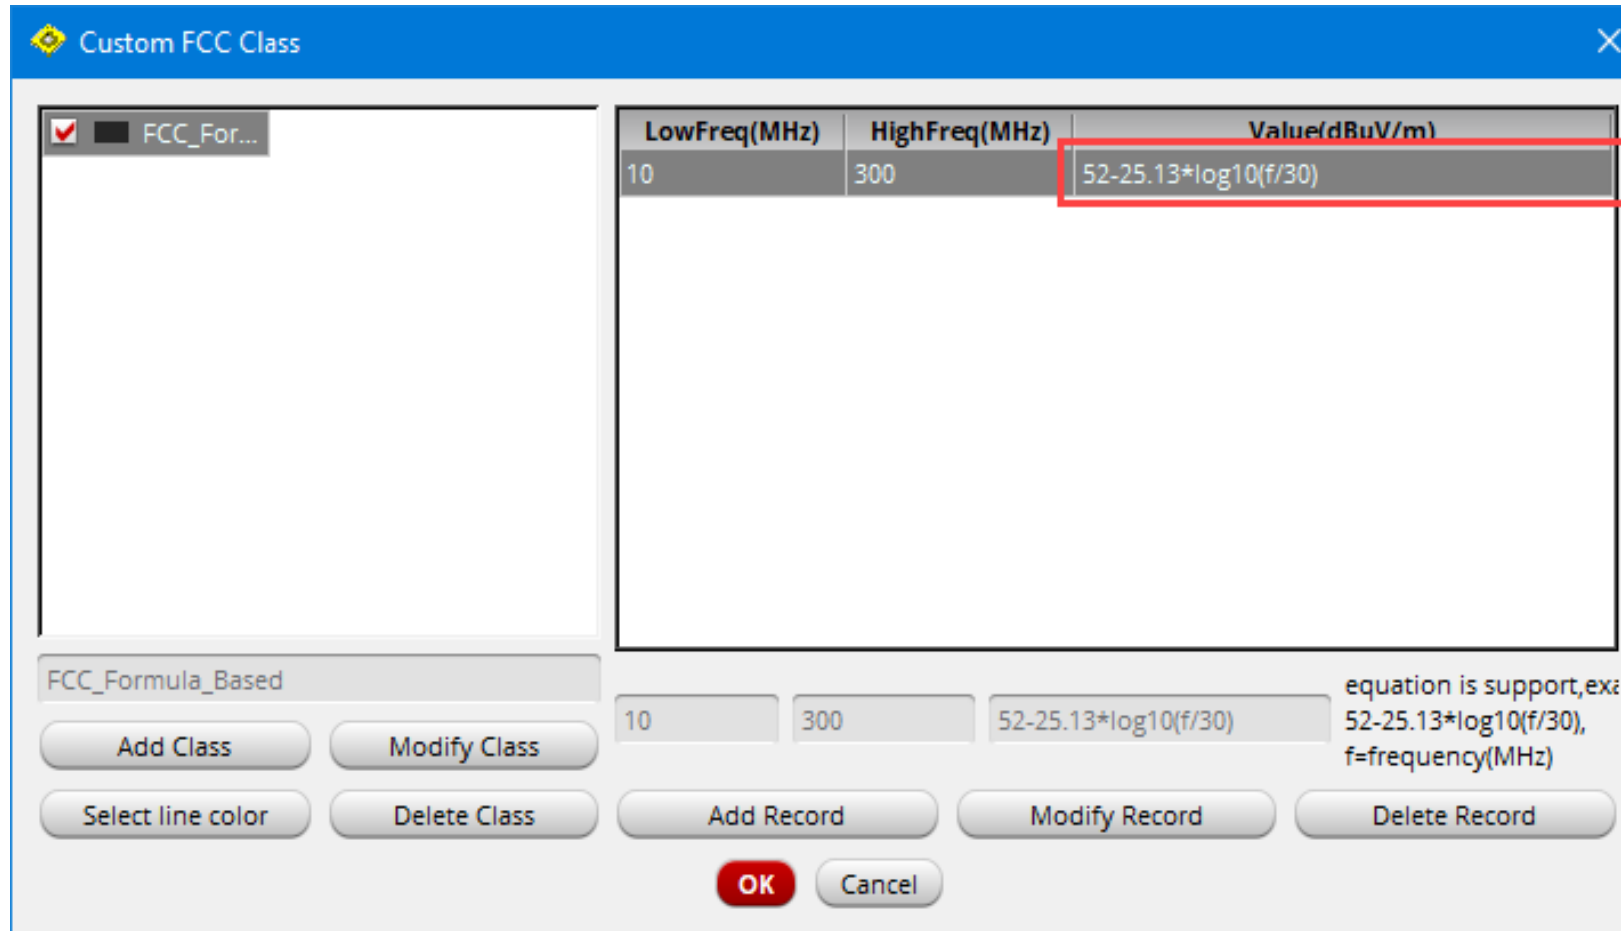 Custom FCC Class
FCC_For...
LowFreq(MHz) HighFreq(MHz) Value(dBuV/m)
10 300 52-25.13*log10(f/30)
FCC_Formula_Based
10 300 52-25.13*log10(f/30)
equation is support,exa
52-25.13*log10(f/30),
f=frequency(MHz)
Add Class Modify Class
Select line color Delete Class Add Record Modify Record Delete Record
OK Cancel